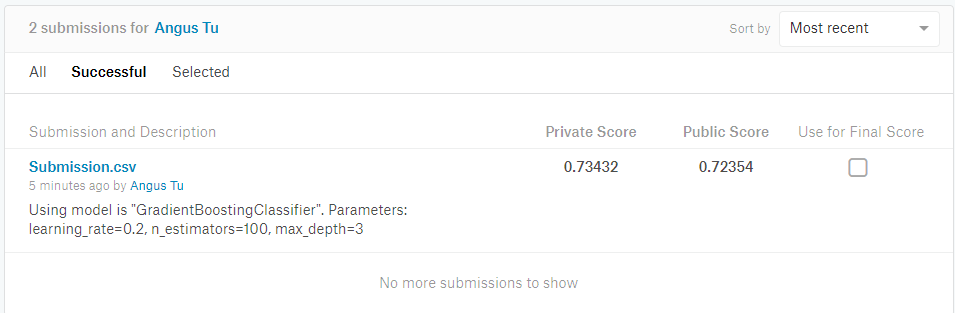 2 submissions for Angus Tu
Sort by Most recent
All Successful Selected
Submission and Description Private Score Public Score Use for Final Score
Submission.csv 0.73432 0.72354
5 minutes ago by Angus Tu
Using model is "GradientBoostingClassifier". Parameters:
learning_rate=0.2, n_estimators=100, max_depth=3
No more submissions to show